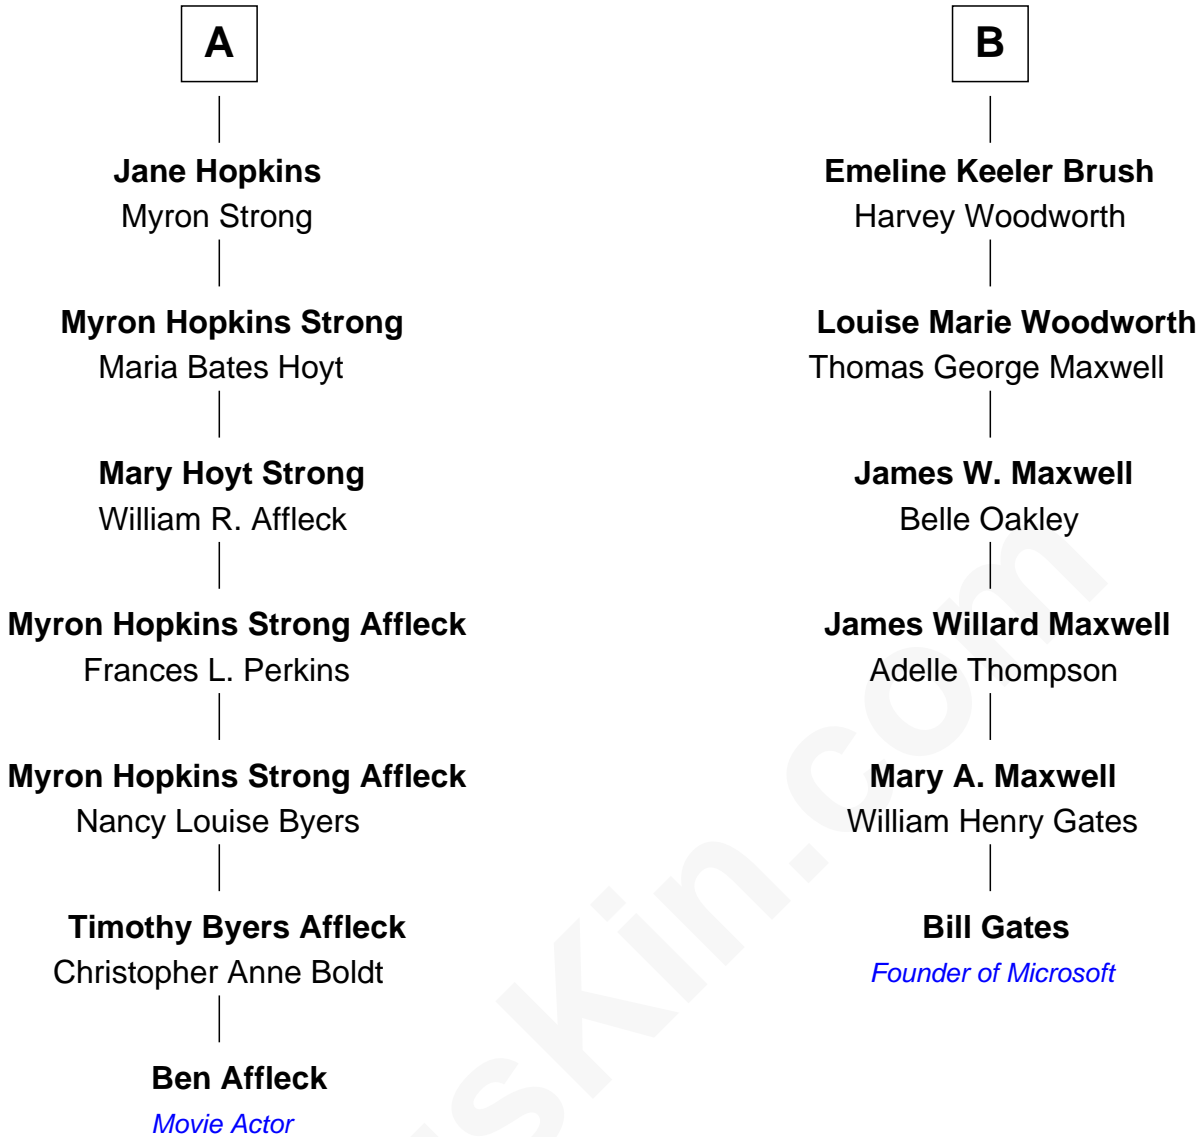 A
Jane Hopkins
Myron Strong
Myron Hopkins Strong
Maria Bates Hoyt
Mary Hoyt Strong
William R. Affleck
Myron Hopkins Strong Affleck
Frances L. Perkins
Myron Hopkins Strong Affleck
Nancy Louise Byers
Timothy Byers Affleck
Christopher Anne Boldt
Ben Affleck
Movie Actor
B
Emeline Keeler Brush
Harvey Woodworth
Louise Marie Woodworth
Thomas George Maxwell
James W. Maxwell
Belle Oakley
James Willard Maxwell
Adelle Thompson
Mary A. Maxwell
William Henry Gates
Bill Gates
Founder of Microsoft
usKin.com